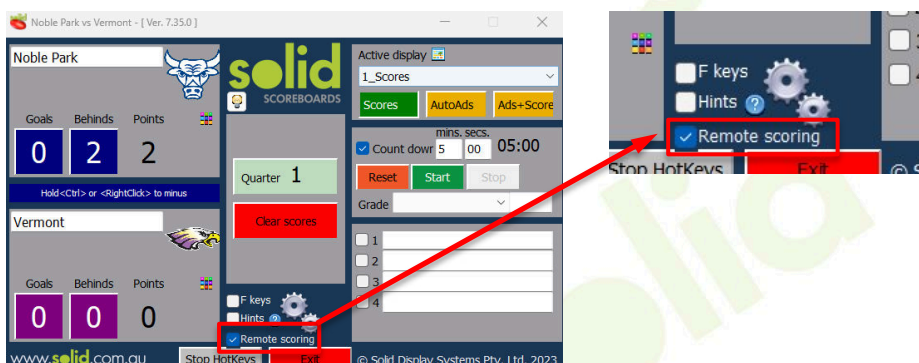 Noble Park vs Vermont - [ Ver. 7.35.0 ]
Noble Park
Goals Behinds Points
0 2 2
Hold<Ctrl> or <RightClick> to minus
Vermont
Goals Behinds Points
0 0 0
www.solid.com.au
solid
SCOREBOARDS
Quarter 1
Clear scores
F keys
Hints ?
Remote scoring
Stop HotKeys Exit
Active display
1_Scores
Scores AutoAds Ads+Score
mins. secs.
Count dowr 5 00 05:00
Reset Start Stop
Grade
1
2
3
4
© Solid Display Systems Pty. Ltd. 2023
F keys
Hints ?
Remote scoring
Stop HotKeys Exit